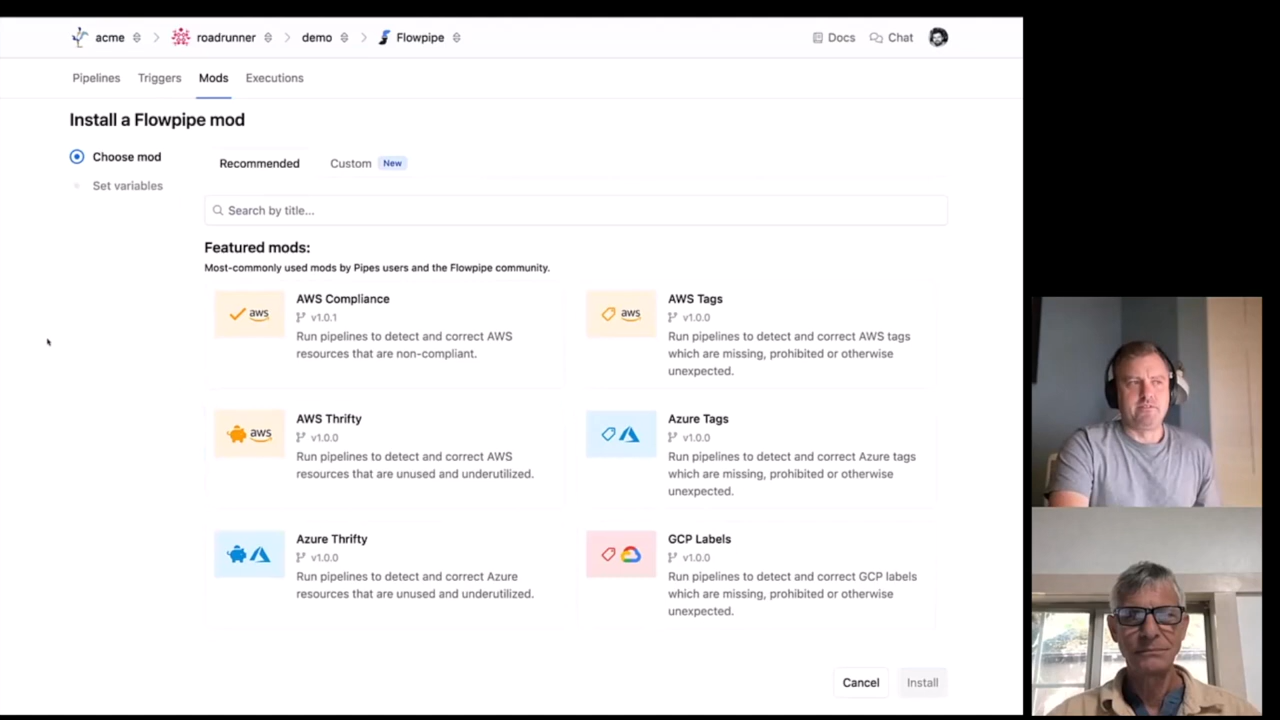 acme
roadrunner
demo
Flowpipe
Docs
Chat
Pipelines
Triggers
Mods
Executions
Install a Flowpipe mod
Choose mod
Set variables
Recommended
Custom
New
Search by title...
Featured mods:
Most-commonly used mods by Pipes users and the Flowpipe community.
aws
AWS Compliance
v1.0.1
Run pipelines to detect and correct AWS
resources that are non-compliant.
aws
AWS Tags
v1.0.0
Run pipelines to detect and correct AWS tags
which are missing, prohibited or otherwise
unexpected.
aws
AWS Thrifty
v1.0.0
Run pipelines to detect and correct AWS
resources that are unused and underutilized.
Azure Tags
v1.0.0
Run pipelines to detect and correct Azure tags
which are missing, prohibited or otherwise
unexpected.
Azure Thrifty
v1.0.0
Run pipelines to detect and correct Azure
resources that are unused and underutilized.
GCP Labels
v1.0.0
Run pipelines to detect and correct GCP labels
which are missing, prohibited or otherwise
unexpected.
Cancel
Install